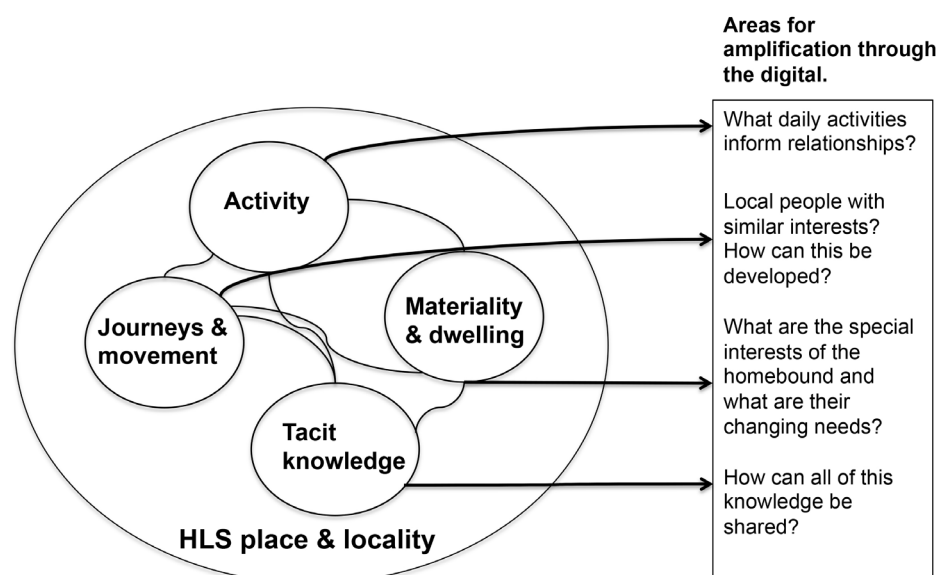 Areas for
amplification through
the digital.
What daily activities
inform relationships?
Local people with
similar interests?
How can this be
developed?
What are the special
interests of the
homebound and
what are their
changing needs?
How can all of this
knowledge be
shared?
Activity
Journeys &
movement
Materiality
& dwelling
Tacit
knowledge
HLS place & locality